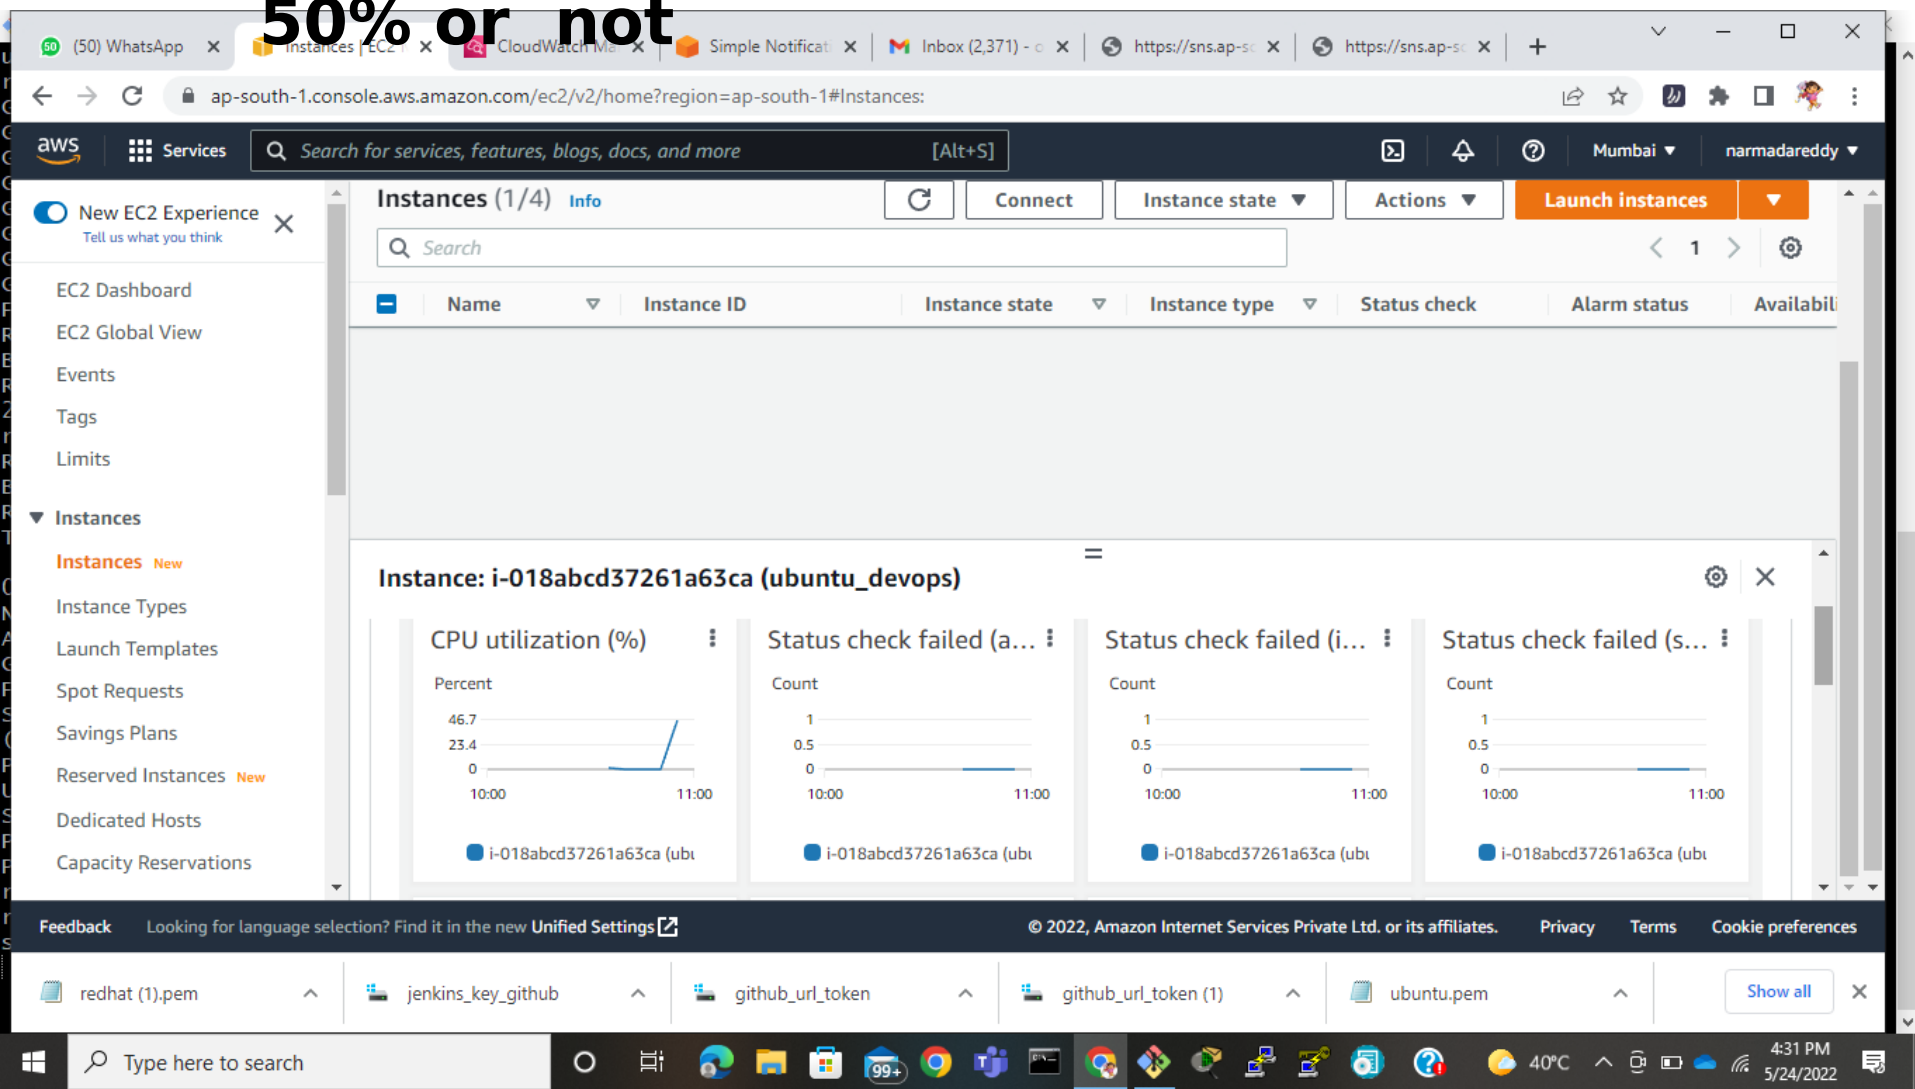 50% or not
(50) WhatsApp
Instances | EC2
CloudWatch Ma
Simple Notificat
Inbox (2,371) - o
https://sns.ap-so
https://sns.ap-so
ap-south-1.console.aws.amazon.com/ec2/v2/home?region=ap-south-1#Instances:
aws Services Search for services, features, blogs, docs, and more [Alt+S] Mumbai narmadareddy
New EC2 Experience
Tell us what you think
EC2 Dashboard
EC2 Global View
Events
Tags
Limits
Instances
Instances New
Instance Types
Launch Templates
Spot Requests
Savings Plans
Reserved Instances New
Dedicated Hosts
Capacity Reservations
Instances (1/4) Info Connect Instance state Actions Launch instances
Search 1
Name Instance ID Instance state Instance type Status check Alarm status Availabili
Instance: i-018abcd37261a63ca (ubuntu_devops)
CPU utilization (%)
Percent
46.7
23.4
0
10:00 11:00
i-018abcd37261a63ca (ubu
Status check failed (a...
Count
1
0.5
0
10:00 11:00
i-018abcd37261a63ca (ubu
Status check failed (i...
Count
1
0.5
0
10:00 11:00
i-018abcd37261a63ca (ubu
Status check failed (s...
Count
1
0.5
0
10:00 11:00
i-018abcd37261a63ca (ubu
Feedback Looking for language selection? Find it in the new Unified Settings © 2022, Amazon Internet Services Private Ltd. or its affiliates. Privacy Terms Cookie preferences
redhat (1).pem jenkins_key_github github_url_token github_url_token (1) ubuntu.pem Show all
Type here to search 99+ 40°C 4:31 PM
5/24/2022